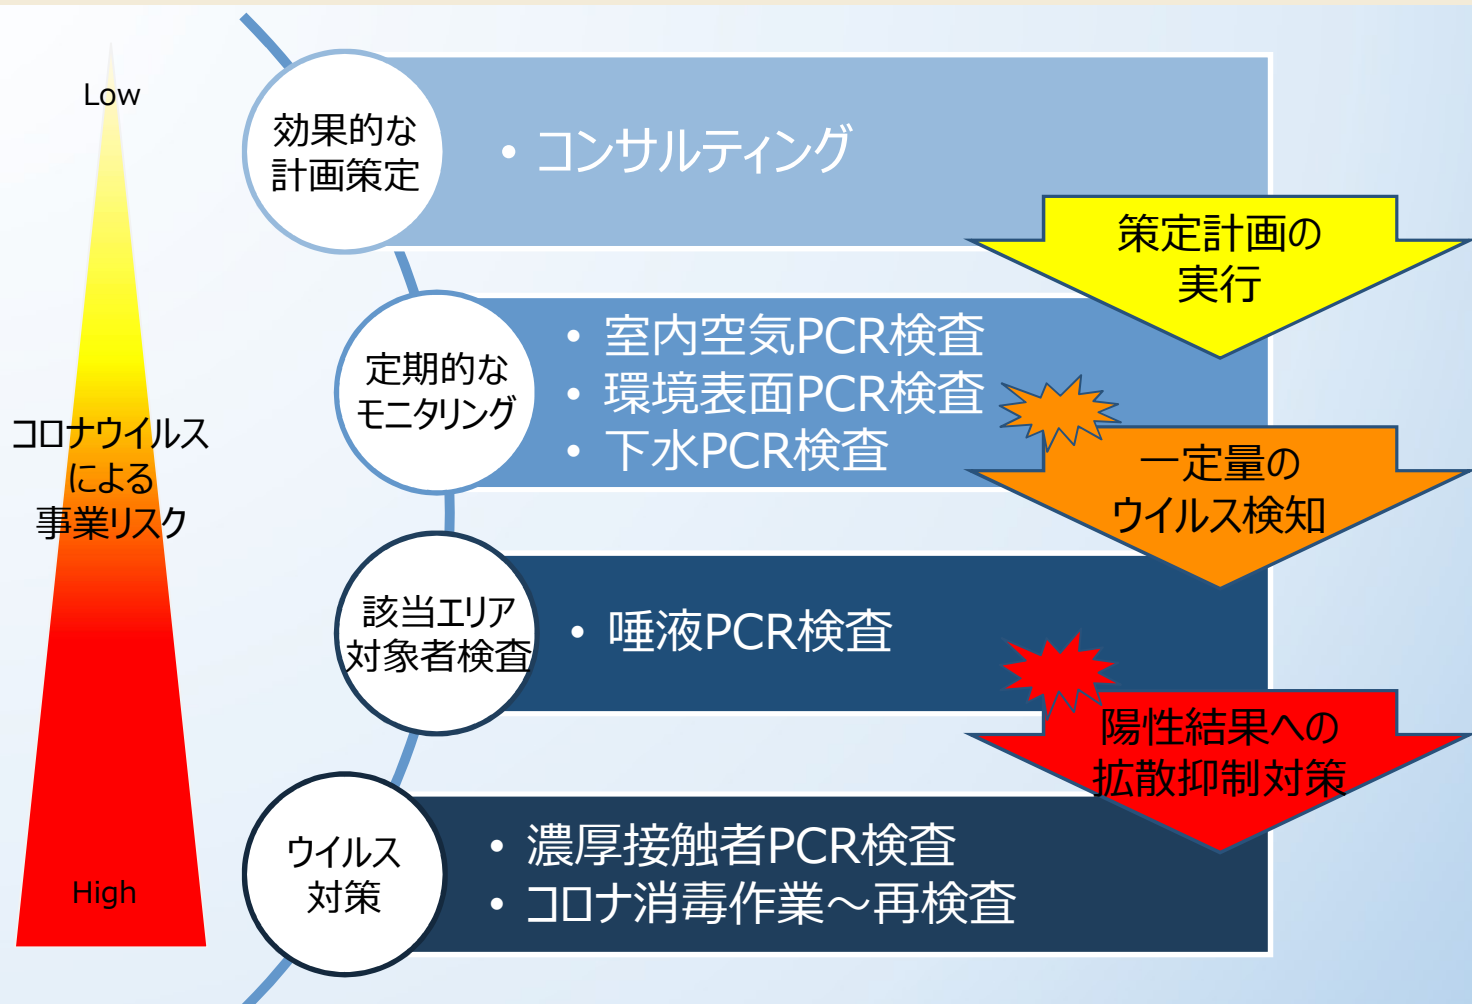 Low
コロナウイルス
による
事業リスク
High
効果的な
計画策定
・コンサルティング
策定計画の
実行
定期的な
モニタリング
・室内空気PCR検査
・環境表面PCR検査
・下水PCR検査
一定量の
ウイルス検知
該当エリア
対象者検査
・唾液PCR検査
陽性結果への
拡散抑制対策
ウイルス
対策
・濃厚接触者PCR検査
・コロナ消毒作業～再検査